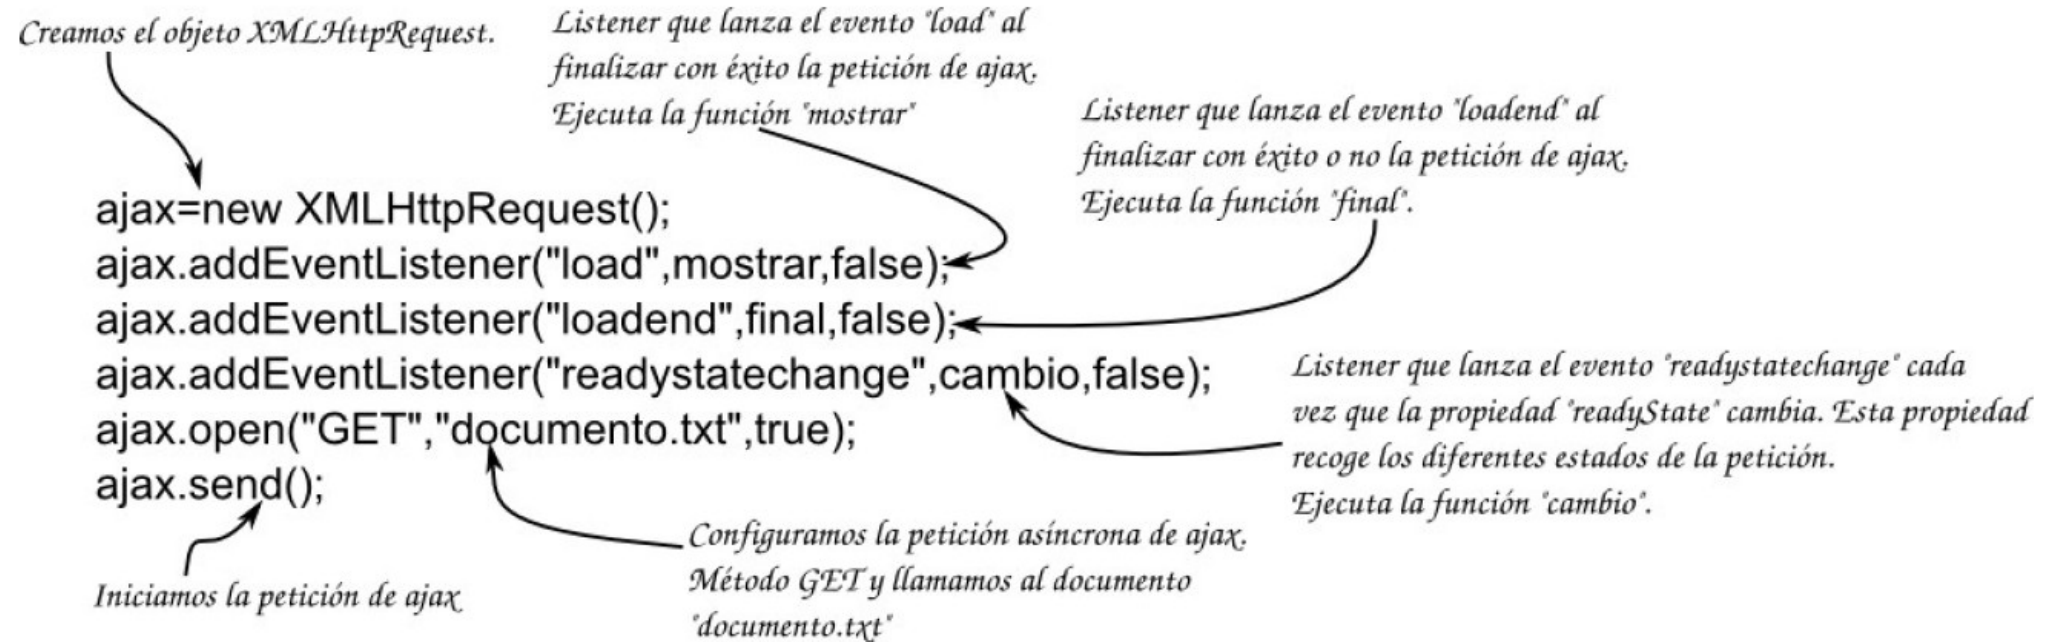 Creamos el objeto XMLHttpRequest.
Listener que lanza el evento "load" al
finalizar con éxito la petición de ajax.
Ejecuta la función "mostrar"
Listener que lanza el evento "loadend" al
finalizar con éxito o no la petición de ajax.
Ejecuta la función "final".
ajax=new XMLHttpRequest();
ajax.addEventListener("load",mostrar,false);
ajax.addEventListener("loadend",final,false);
ajax.addEventListener("readystatechange",cambio,false);
ajax.open("GET","documento.txt",true);
ajax.send();
Listener que lanza el evento "readystatechange" cada
vez que la propiedad "readyState" cambia. Esta propiedad
recoge los diferentes estados de la petición.
Ejecuta la función "cambio".
Configuramos la petición asíncrona de ajax.
Método GET y llamamos al documento
"documento.txt"
Iniciamos la petición de ajax